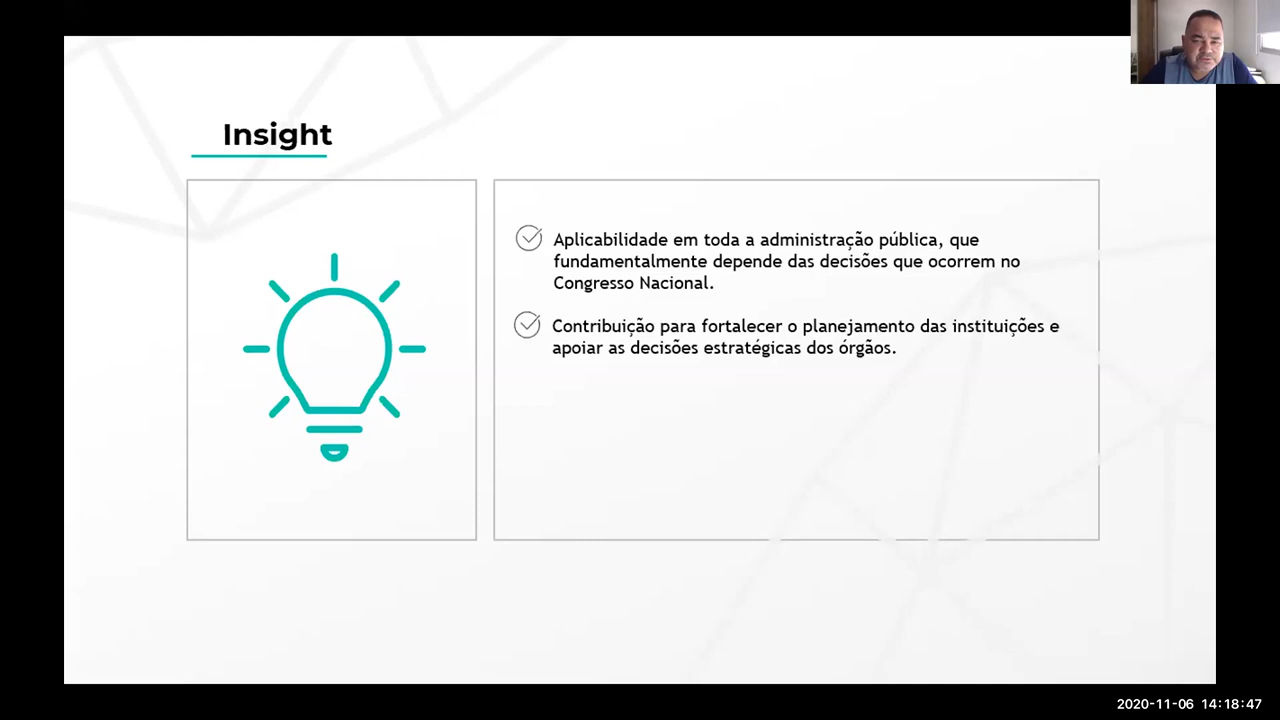 Insight
Aplicabilidade em toda a administração pública, que
fundamentalmente depende das decisões que ocorrem no
Congresso Nacional.
Contribuição para fortalecer o planejamento das instituições e
apoiar as decisões estratégicas dos órgãos.
2020-11-06 14:18:47